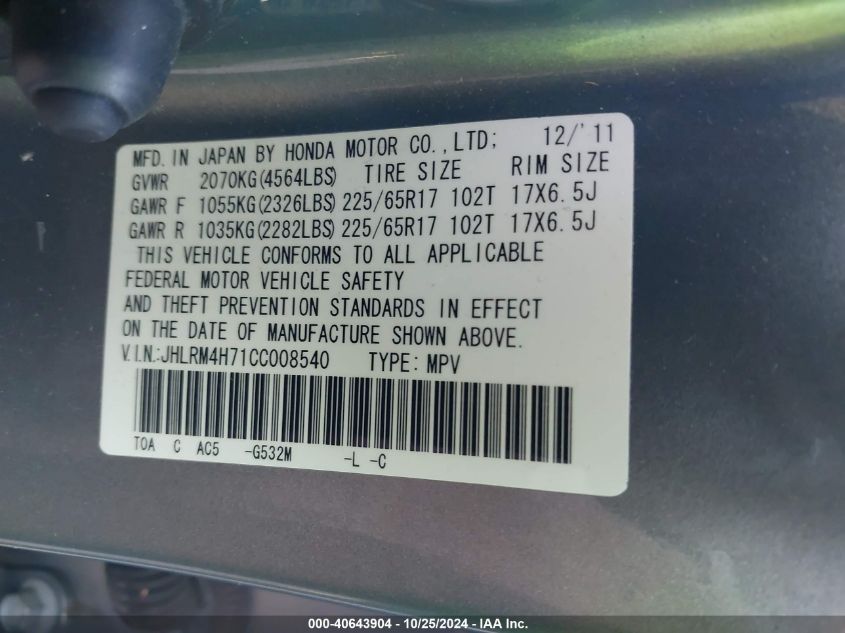 MFD. IN JAPAN BY HONDA MOTOR CO.,LTD; 12/'11
GVWR 2070KG(4564LBS) TIRE SIZE RIM SIZE
GAWR F 1055KG(2326LBS) 225/65R17 102T 17X6.5J
GAWR R 1035KG(2282LBS) 225/65R17 102T 17X6.5J
THIS VEHICLE CONFORMS TO ALL APPLICABLE
FEDERAL MOTOR VEHICLE SAFETY
AND THEFT PREVENTION STANDARDS IN EFFECT
ON THE DATE OF MANUFACTURE SHOWN ABOVE.
V.I.N.:JHLRM4H71CC008540 TYPE: MPV
TOA C AC5 -G532M -L -C
000-40643904 - 10/25/2024 - IAA Inc.